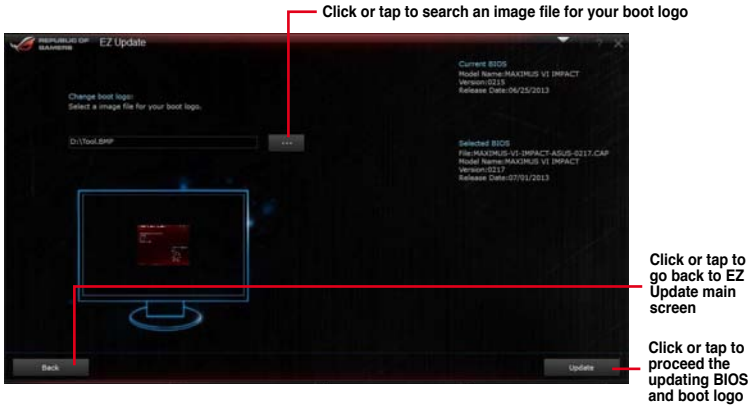 Click or tap to search an image file for your boot logo
REPUBLIC OF
GAMERS
EZ Update
?
Current BIOS
Model Name:MAXIMUS VI IMPACT
Version:0215
Release Date:06/25/2013
Change boot logo:
Select a image file for your boot logo.
D:\Tool.BMP
...
Selected BIOS
File:MAXIMUS-VI-IMPACT-ASUS-0217.CAP
Model Name:MAXIMUS VI IMPACT
Version:0217
Release Date:07/01/2013
Click or tap to
go back to EZ
Update main
screen
Back
Update
Click or tap to
proceed the
updating BIOS
and boot logo